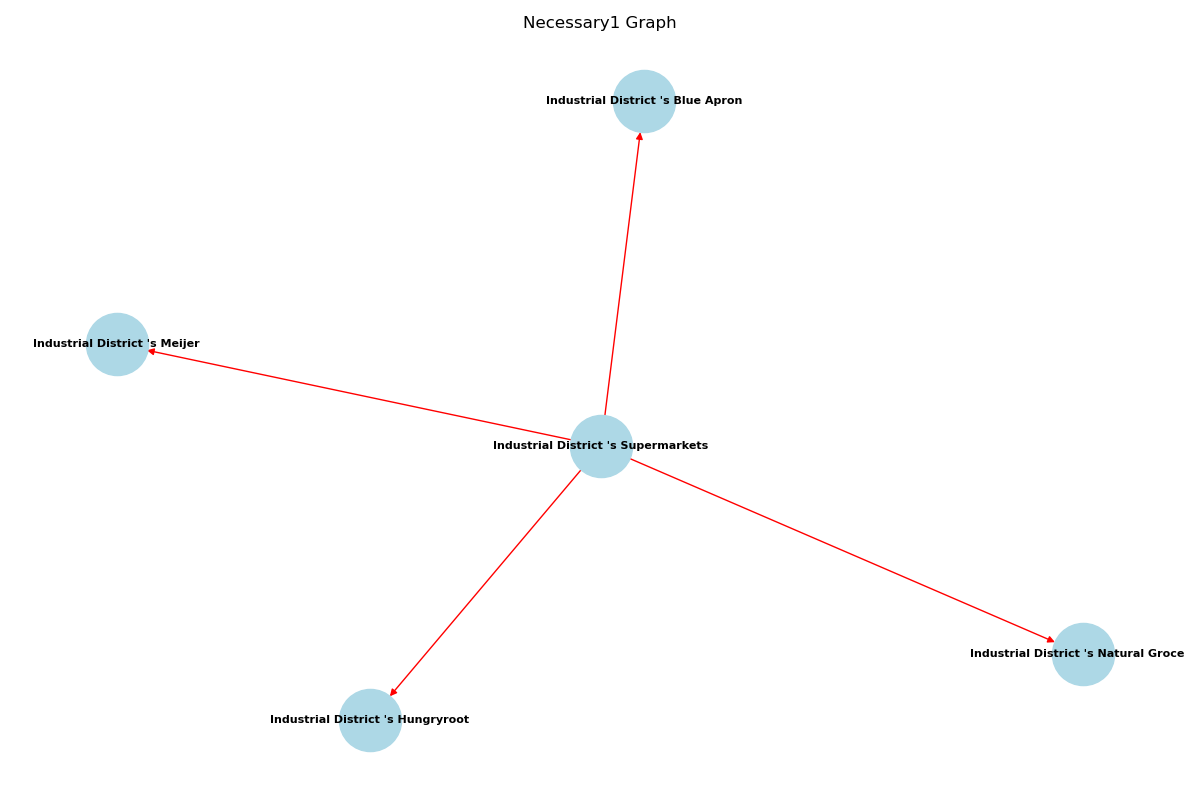 Necessary1 Graph
Industrial District 's Blue Apron
Industrial District 's Meijer
Industrial District 's Supermarkets
Industrial District 's Natural Groce
Industrial District 's Hungryroot